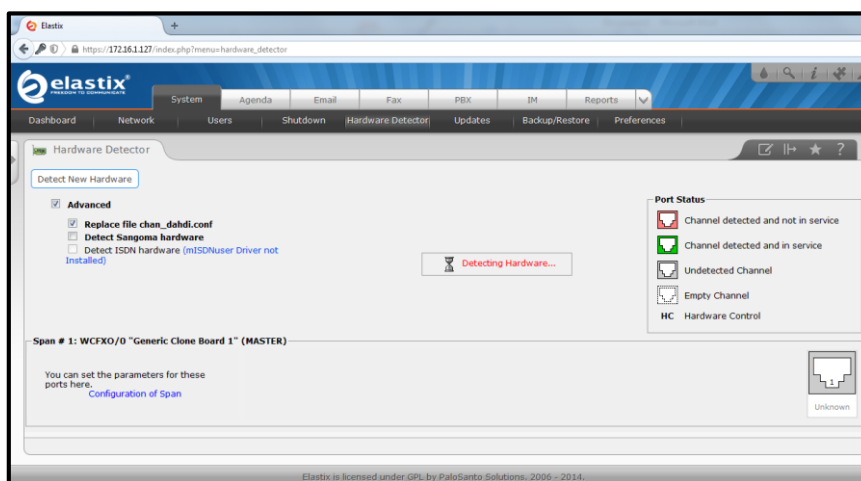 Elastix
https://172.16.1.127/index.php?menu=hardware_detector
elastix®
FREEDOM TO COMMUNICATE
System Agenda Email Fax PBX IM Reports
Dashboard Network Users Shutdown Hardware Detector Updates Backup/Restore Preferences
Hardware Detector
Detect New Hardware
Advanced
Replace file chan_dahdi.conf
Detect Sangoma hardware
Detect ISDN hardware (mISDNuser Driver not
Installed)
Detecting Hardware...
Port Status
Channel detected and not in service
Channel detected and in service
Undetected Channel
Empty Channel
HC Hardware Control
Span # 1: WCFXO/0 "Generic Clone Board 1" (MASTER)
You can set the parameters for these
ports here.
Configuration of Span
1
Unknown
Elastix is licensed under GPL by PaloSanto Solutions. 2006 - 2014.